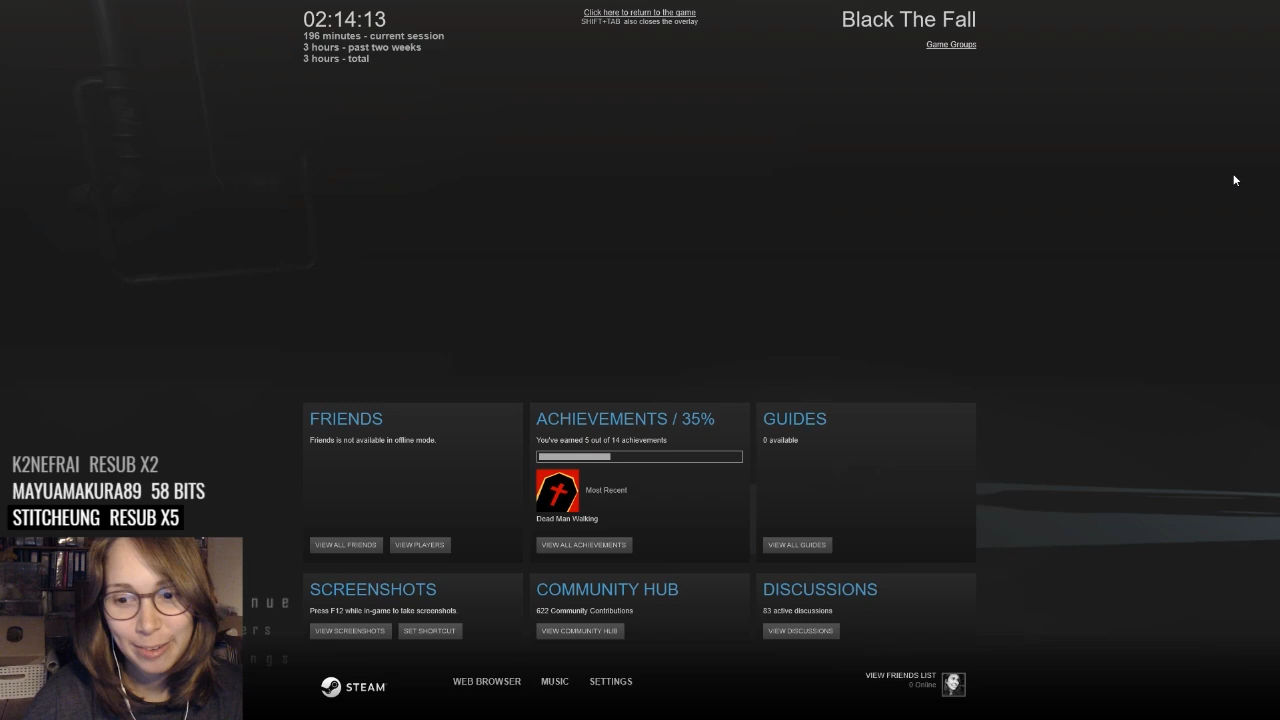 02:14:13
196 minutes - current session
3 hours - past two weeks
3 hours - total
Click here to return to the game
SHIFT+TAB also closes the overlay
Black The Fall
Game Groups
FRIENDS
Friends is not available in offline mode.
VIEW ALL FRIENDS
VIEW PLAYERS
ACHIEVEMENTS / 35%
You've earned 5 out of 14 achievements
Most Recent
Dead Man Walking
VIEW ALL ACHIEVEMENTS
GUIDES
0 available
VIEW ALL GUIDES
K2NEFRAI RESUB X2
MAYUAMAKURA89 58 BITS
STITCHEUNG RESUB X5
SCREENSHOTS
Press F12 while in-game to take screenshots.
VIEW SCREENSHOTS
SET SHORTCUT
COMMUNITY HUB
622 Community Contributions
VIEW COMMUNITY HUB
DISCUSSIONS
83 active discussions
VIEW DISCUSSIONS
nue
ers
ngs
STEAM
WEB BROWSER
MUSIC
SETTINGS
VIEW FRIENDS LIST
0 Online